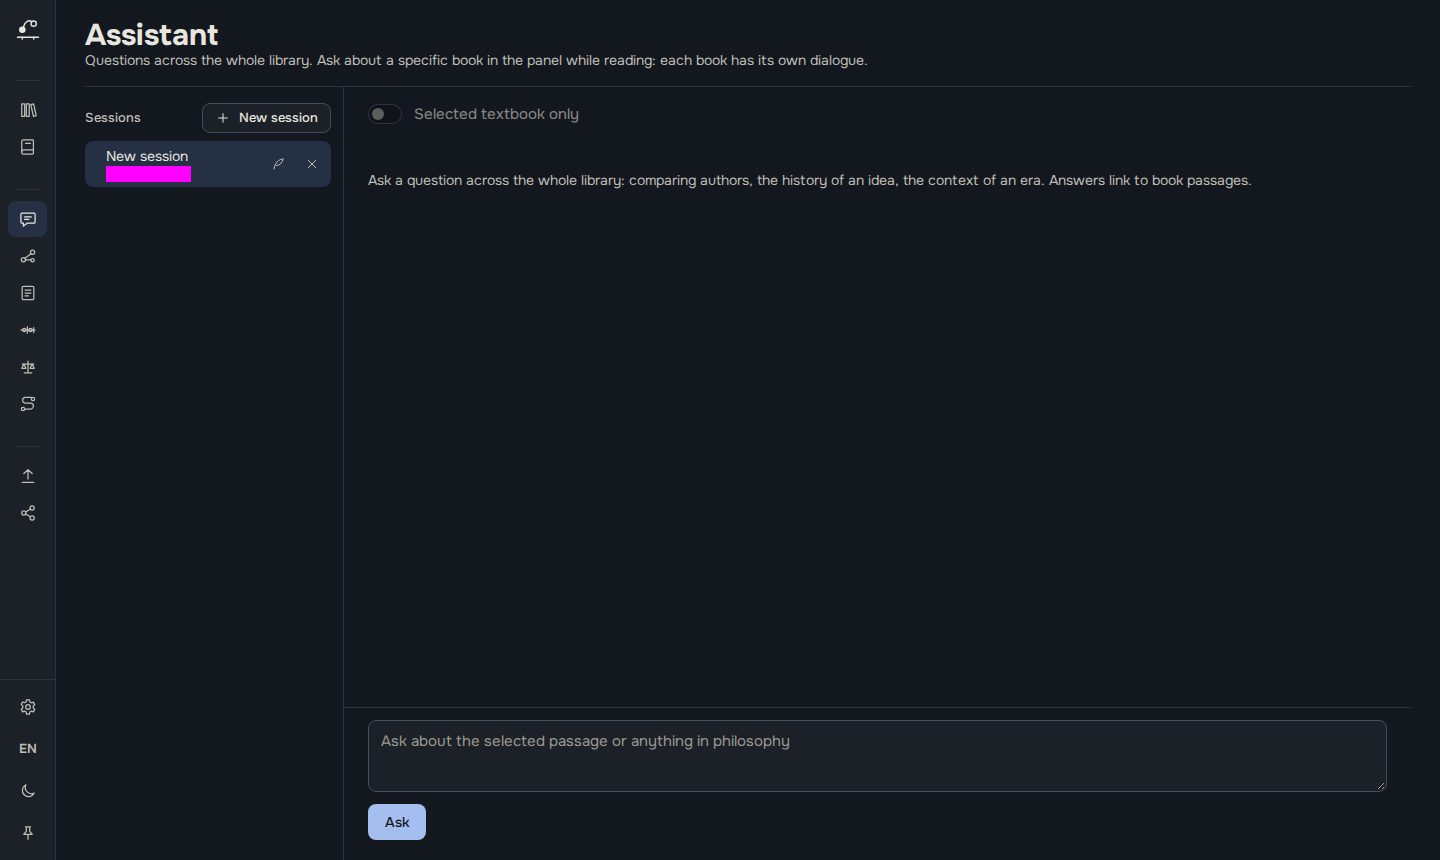 Assistant
Questions across the whole library. Ask about a specific book in the panel while reading: each book has its own dialogue.
Sessions
New session
Selected textbook only
New session
Ask a question across the whole library: comparing authors, the history of an idea, the context of an era. Answers link to book passages.
EN
Ask about the selected passage or anything in philosophy
Ask